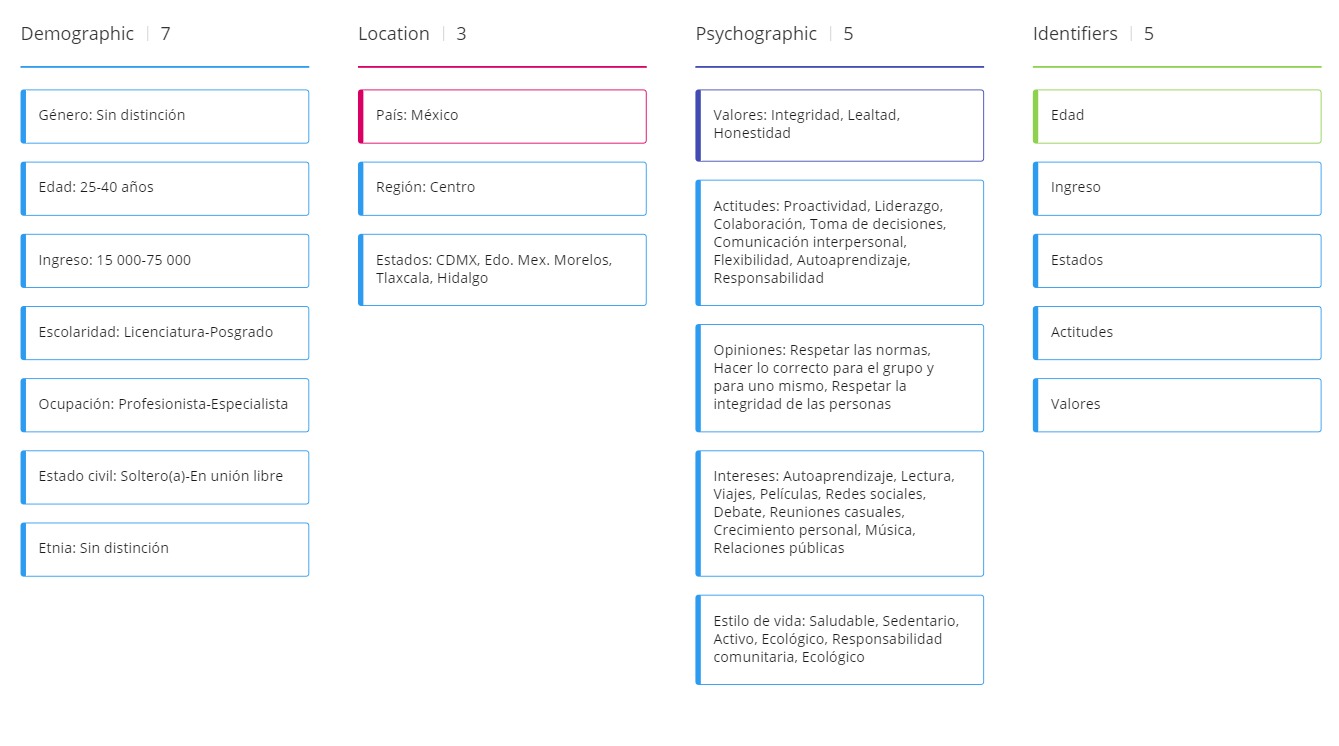 Demographic | 7
Género: Sin distinción
Edad: 25-40 años
Ingreso: 15 000-75 000
Escolaridad: Licenciatura-Posgrado
Ocupación: Profesionista-Especialista
Estado civil: Soltero(a)-En unión libre
Etnia: Sin distinción
Location | 3
País: México
Región: Centro
Estados: CDMX, Edo. Mex. Morelos,
Tlaxcala, Hidalgo
Psychographic | 5
Valores: Integridad, Lealtad,
Honestidad
Actitudes: Proactividad, Liderazgo,
Colaboración, Toma de decisiones,
Comunicación interpersonal,
Flexibilidad, Autoaprendizaje,
Responsabilidad
Opiniones: Respetar las normas,
Hacer lo correcto para el grupo y
para uno mismo, Respetar la
integridad de las personas
Intereses: Autoaprendizaje, Lectura,
Viajes, Películas, Redes sociales,
Debate, Reuniones casuales,
Crecimiento personal, Música,
Relaciones públicas
Estilo de vida: Saludable, Sedentario,
Activo, Ecológico, Responsabilidad
comunitaria, Ecológico
Identifiers | 5
Edad
Ingreso
Estados
Actitudes
Valores